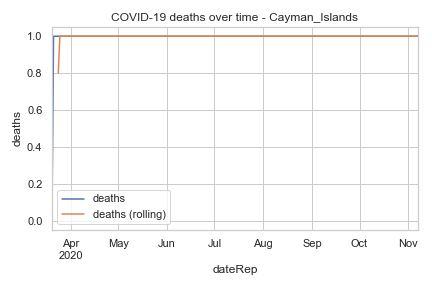 COVID-19 deaths over time - Cayman_Islands
deaths
1.0
0.8
0.6
0.4
0.2
0.0
deaths
deaths (rolling)
Apr May Jun Jul Aug Sep Oct Nov
2020
dateRep